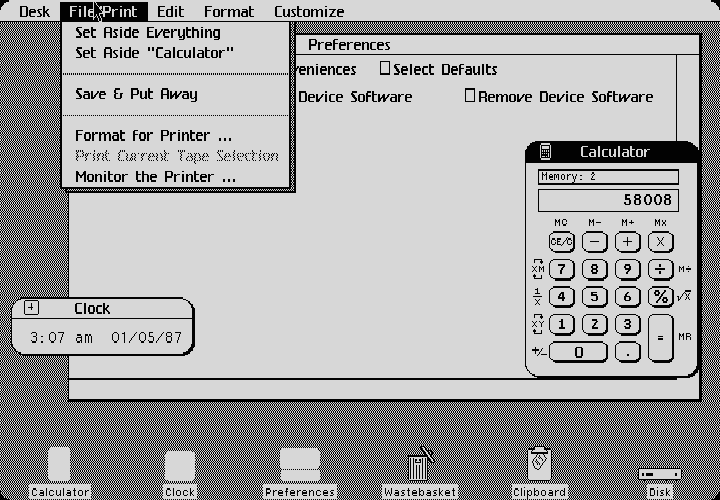 Desk File/Print Edit Format Customize
Set Aside Everything
Set Aside "Calculator"
Save & Put Away
Format for Printer ...
Print Current Tape Selection
Monitor the Printer ...
Preferences
veniences Select Defaults
Device Software Remove Device Software
Calculator
Memory: 2
58008
MC M- M+ Mx
CE/C − + X
XM 7 8 9 ÷ M÷
1/X 4 5 6 % √X
XY 1 2 3 = MR
+/- 0 .
Clock
3:07 am 01/05/87
Calculator Clock Preferences Wastebasket Clipboard Disk